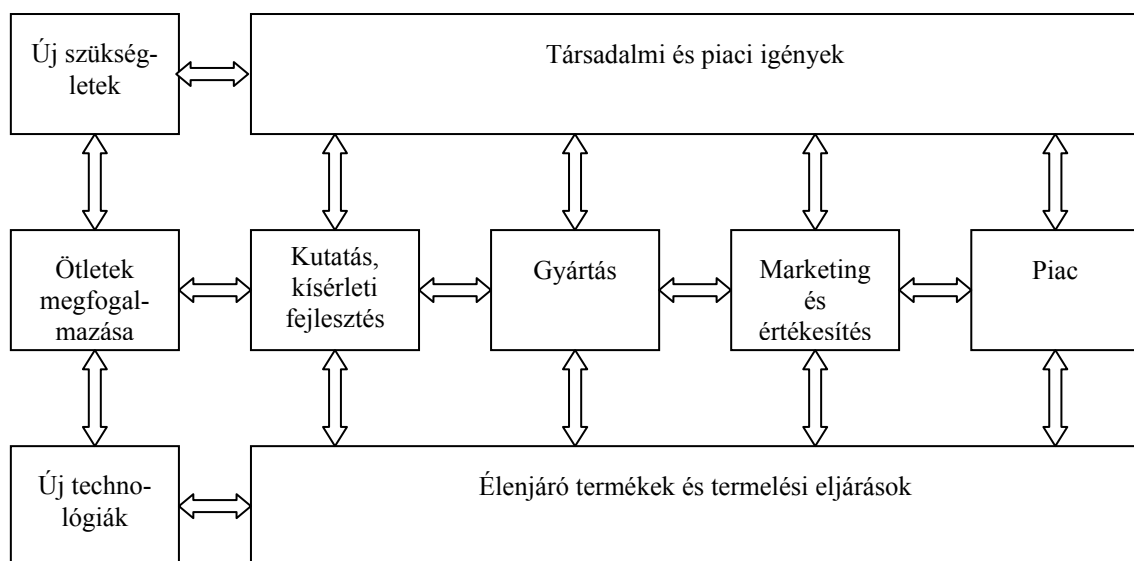 Új szükség-
letek
Társadalmi és piaci igények
Ötletek
megfogal-
mazása
Kutatás,
kísérleti
fejlesztés
Gyártás
Marketing
és
értékesítés
Piac
Új techno-
lógiák
Élenjáró termékek és termelési eljárások